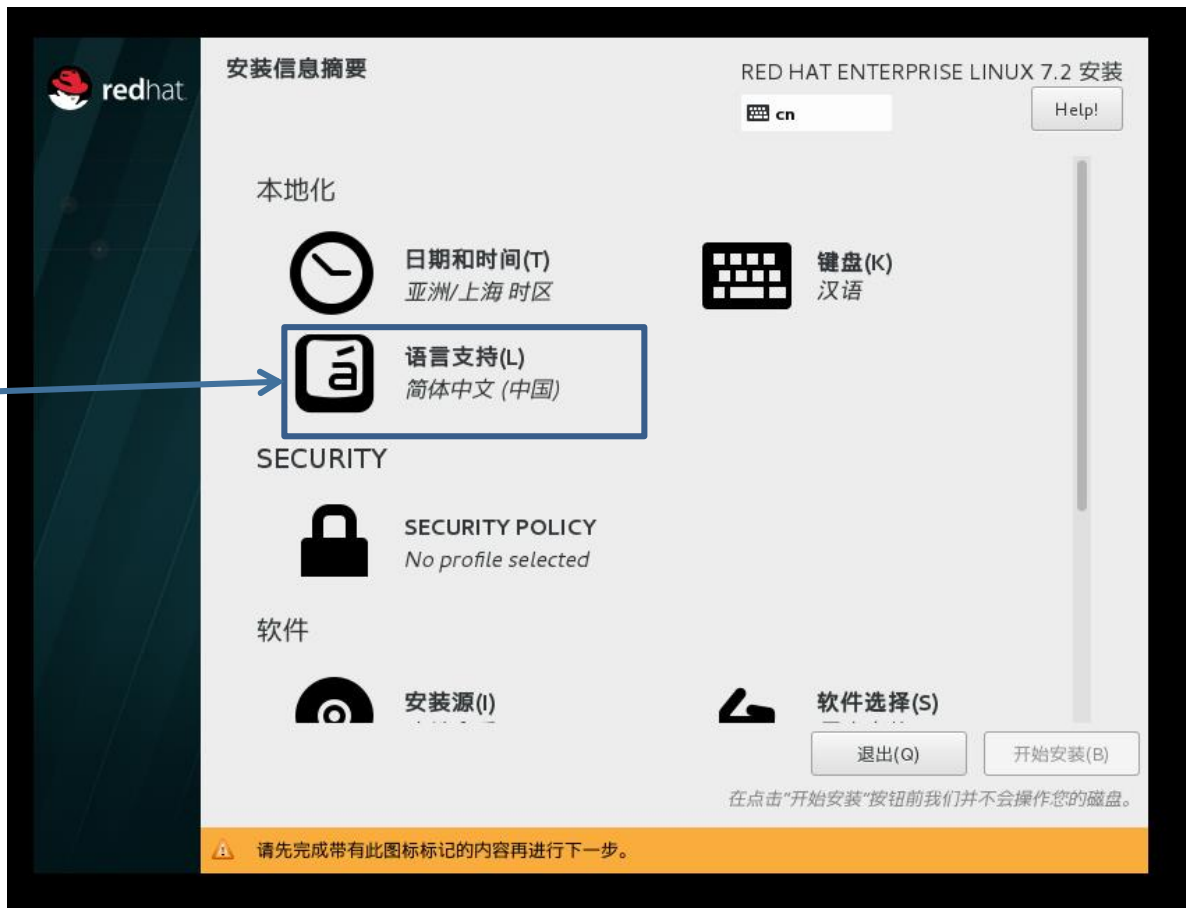 redhat
安装信息摘要
RED HAT ENTERPRISE LINUX 7.2 安装
cn
Help!
本地化
日期和时间(T)
亚洲/上海 时区
键盘(K)
汉语
á
语言支持(L)
简体中文 (中国)
SECURITY
SECURITY POLICY
No profile selected
软件
安装源(I)
软件选择(S)
退出(Q)
开始安装(B)
在点击"开始安装"按钮前我们并不会操作您的磁盘。
请先完成带有此图标标记的内容再进行下一步。